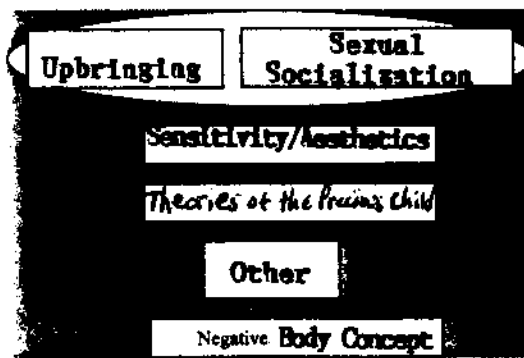 Upbringing
Sexual
Socialization
Sensitivity/Aesthetics
Theories of the child
Other
Negative Body Concept